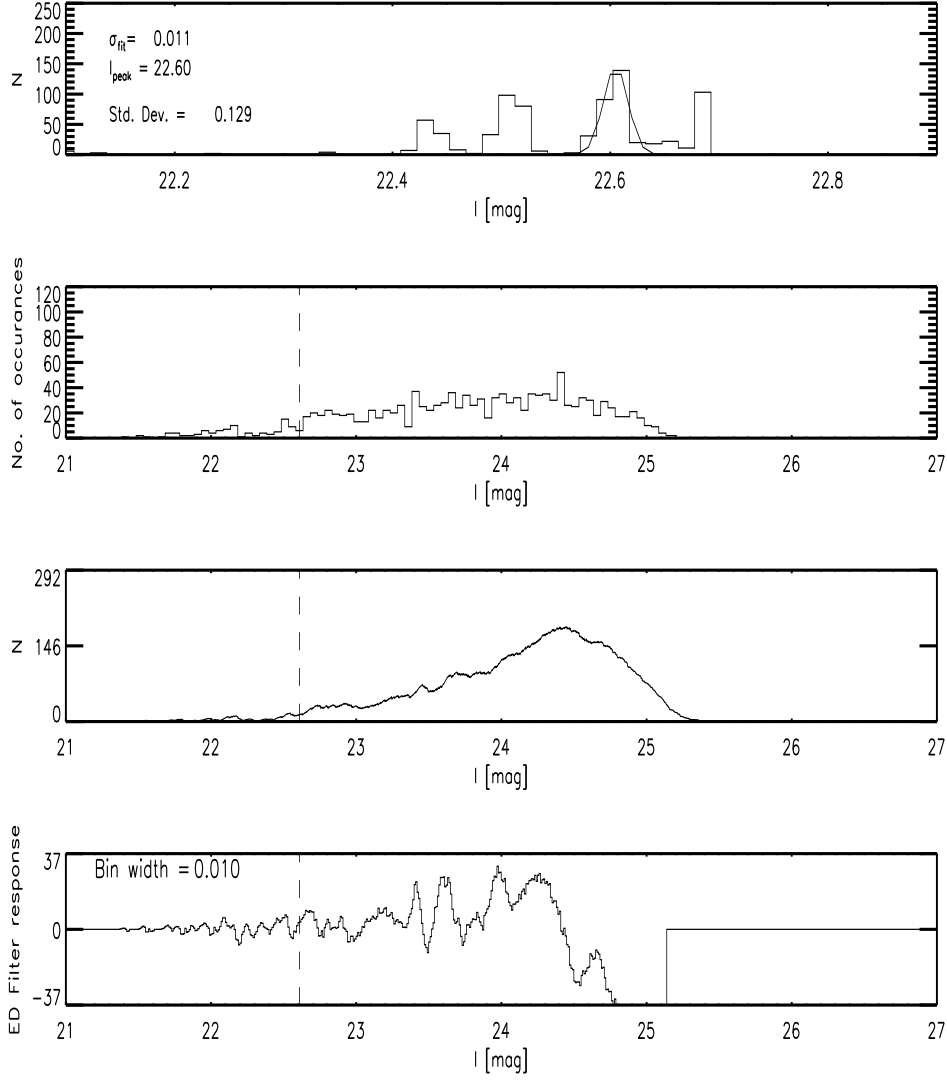 250
200
150
100
50
0
N
σfit= 0.011
Ipeak = 22.60
Std. Dev. = 0.129
22.2 22.4 22.6 22.8
I [mag]
120
100
80
60
40
20
0
No. of occurances
21 22 23 24 25 26 27
I [mag]
292
146
0
N
21 22 23 24 25 26 27
I [mag]
37
0
-37
ED Filter response
Bin width = 0.010
21 22 23 24 25 26 27
I [mag]